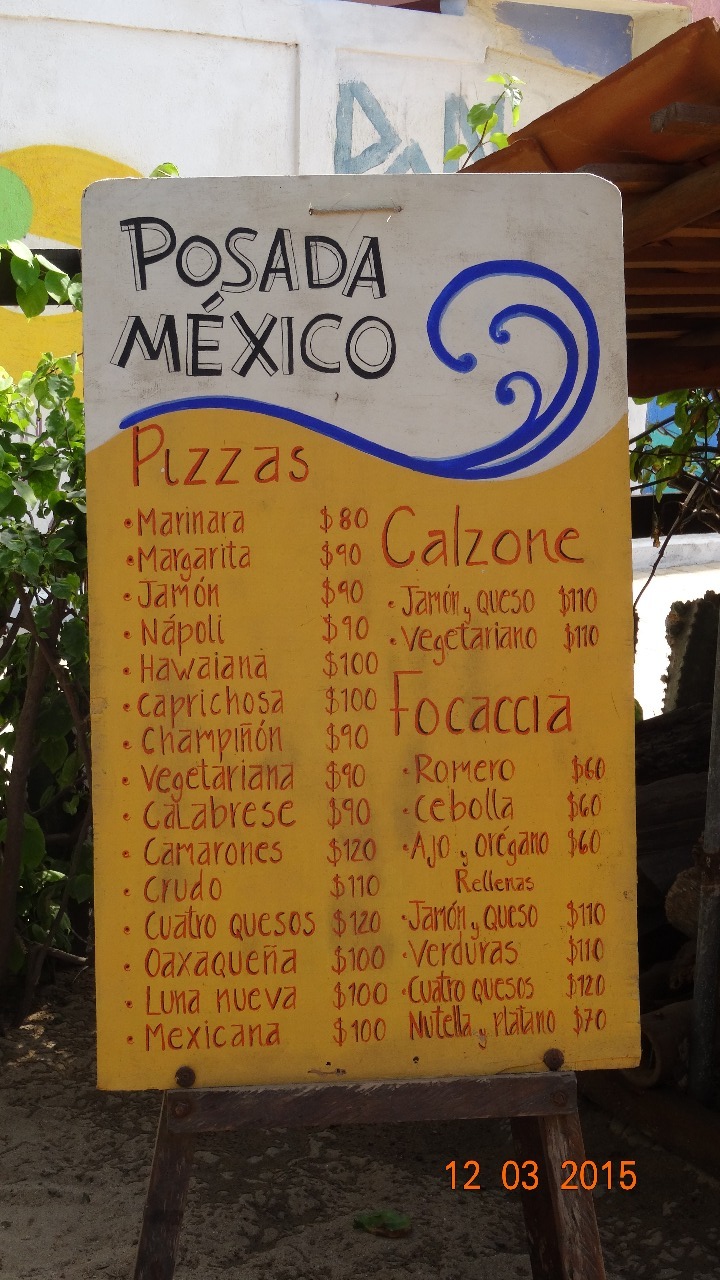 POSADA
MÉXICO
Pizzas
• Marinara $80
• Margarita $90
• Jamón $90
• Nápoli $90
• Hawaiana $100
• Caprichosa $100
• Champiñón $90
• Vegetariana $90
• Calabrese $90
• Camarones $120
• Crudo $110
• Cuatro quesos $120
• Oaxaqueña $100
• Luna nueva $100
• Mexicana $100
Calzone
• Jamón y queso $110
• Vegetariano $110
Focaccia
• Romero $60
• Cebolla $60
• Ajo y orégano $60
Rellenas
• Jamón y queso $110
• Verduras $110
• Cuatro quesos $120
Nutella y platano $70
12 03 2015